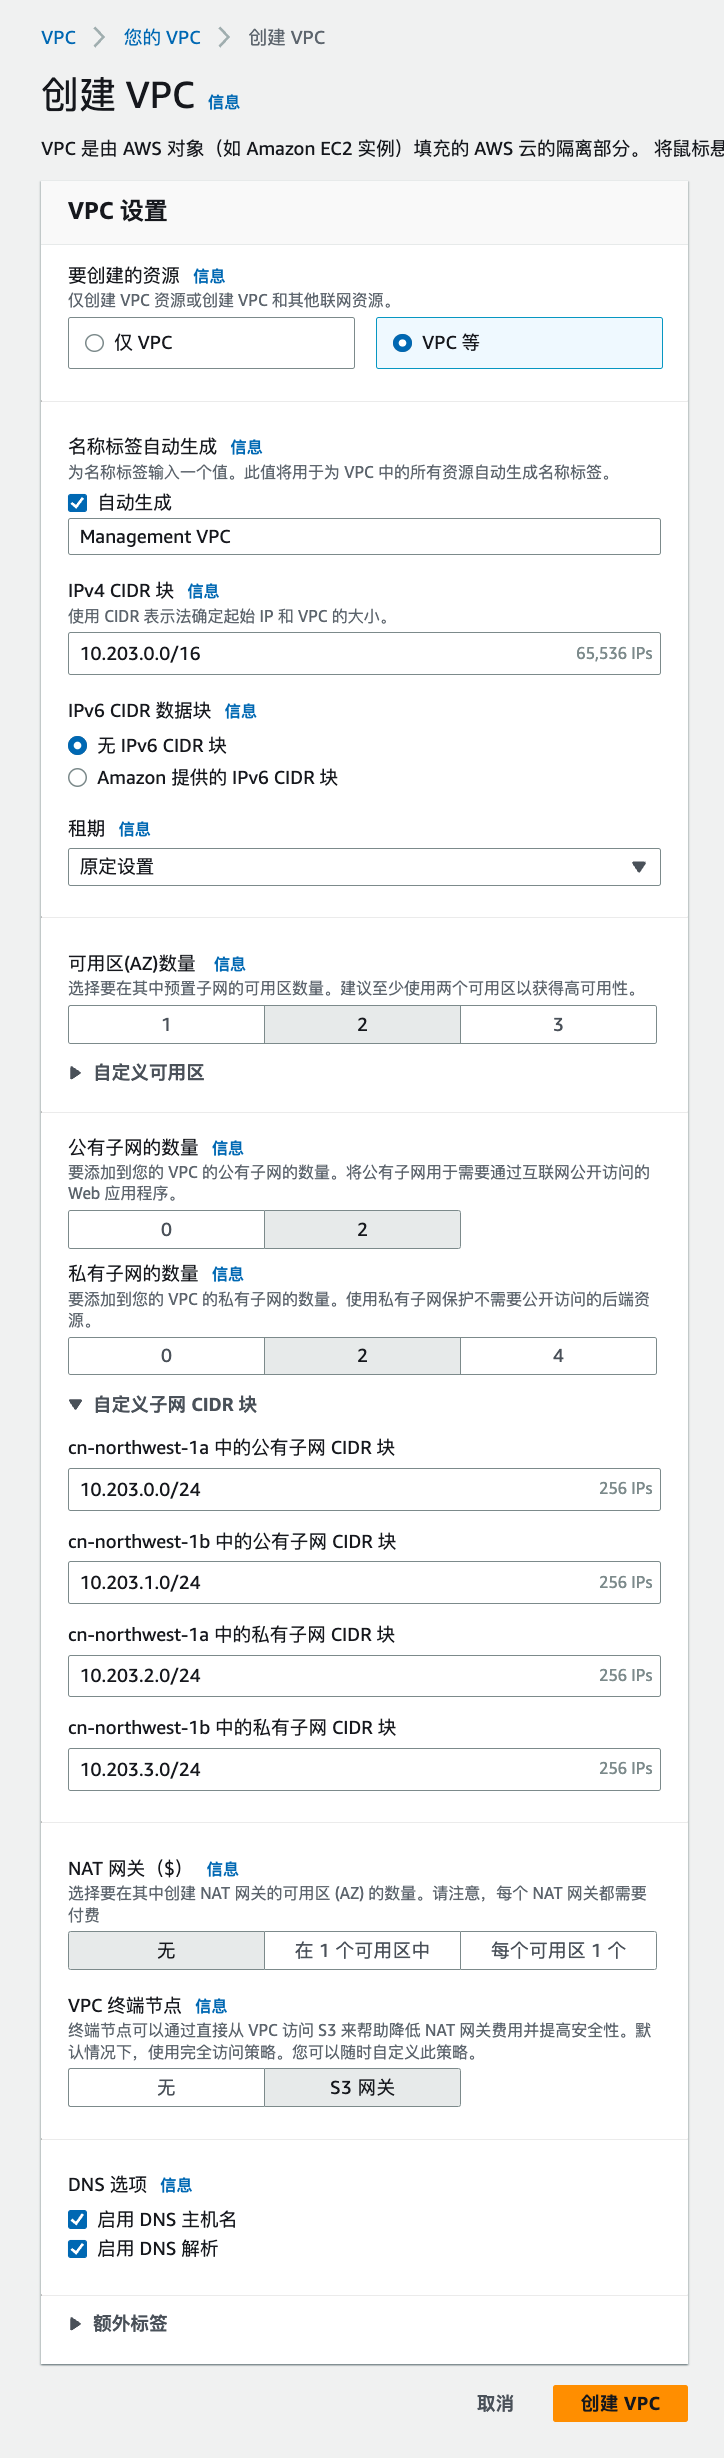 VPC > 您的 VPC > 创建 VPC
创建 VPC 信息
VPC 是由 AWS 对象（如 Amazon EC2 实例）填充的 AWS 云的隔离部分。 将鼠标悬
VPC 设置
要创建的资源 信息
仅创建 VPC 资源或创建 VPC 和其他联网资源。
仅 VPC
VPC 等
名称标签自动生成 信息
为名称标签输入一个值。此值将用于为 VPC 中的所有资源自动生成名称标签。
自动生成
Management VPC
IPv4 CIDR 块 信息
使用 CIDR 表示法确定起始 IP 和 VPC 的大小。
10.203.0.0/16 65,536 IPs
IPv6 CIDR 数据块 信息
无 IPv6 CIDR 块
Amazon 提供的 IPv6 CIDR 块
租期 信息
原定设置
可用区(AZ)数量 信息
选择要在其中预置子网的可用区数量。建议至少使用两个可用区以获得高可用性。
1 2 3
自定义可用区
公有子网的数量 信息
要添加到您的 VPC 的公有子网的数量。将公有子网用于需要通过互联网公开访问的
Web 应用程序。
0 2
私有子网的数量 信息
要添加到您的 VPC 的私有子网的数量。使用私有子网保护不需要公开访问的后端资
源。
0 2 4
自定义子网 CIDR 块
cn-northwest-1a 中的公有子网 CIDR 块
10.203.0.0/24 256 IPs
cn-northwest-1b 中的公有子网 CIDR 块
10.203.1.0/24 256 IPs
cn-northwest-1a 中的私有子网 CIDR 块
10.203.2.0/24 256 IPs
cn-northwest-1b 中的私有子网 CIDR 块
10.203.3.0/24 256 IPs
NAT 网关（$） 信息
选择要在其中创建 NAT 网关的可用区 (AZ) 的数量。请注意，每个 NAT 网关都需要
付费
无 在 1 个可用区中 每个可用区 1 个
VPC 终端节点 信息
终端节点可以通过直接从 VPC 访问 S3 来帮助降低 NAT 网关费用并提高安全性。默
认情况下，使用完全访问策略。您可以随时自定义此策略。
无 S3 网关
DNS 选项 信息
启用 DNS 主机名
启用 DNS 解析
额外标签
取消 创建 VPC